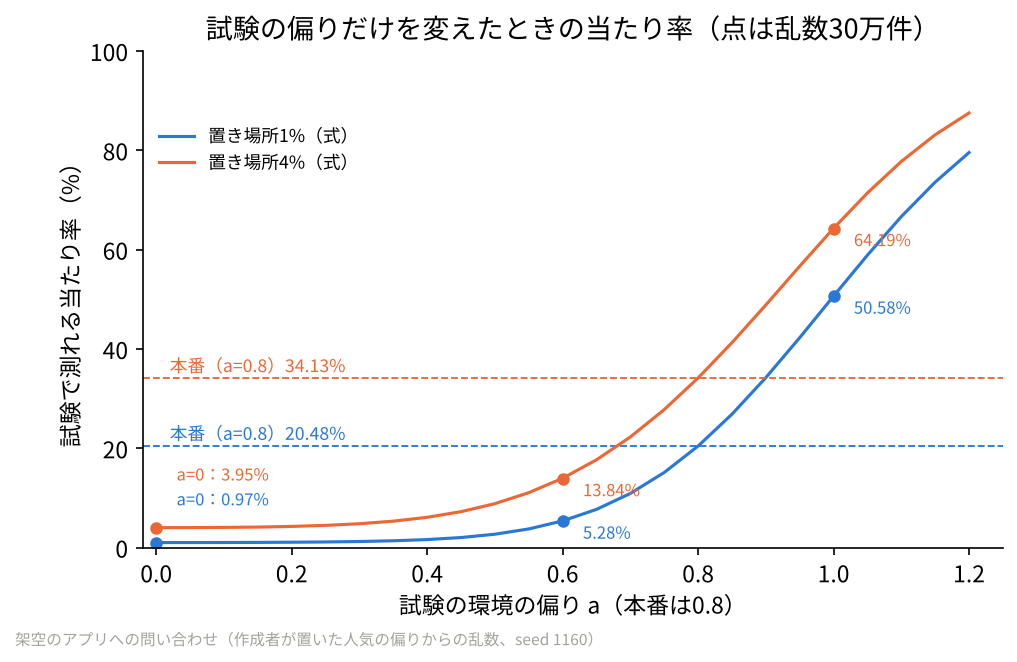 試験の偏りだけを変えたときの当たり率（点は乱数30万件）
試験で測れる当たり率（%）
100
80
60
40
20
0
置き場所1%（式）
置き場所4%（式）
64.19%
50.58%
本番（a=0.8）34.13%
本番（a=0.8）20.48%
a=0：3.95%
a=0：0.97%
13.84%
5.28%
0.0 0.2 0.4 0.6 0.8 1.0 1.2
試験の環境の偏り a（本番は0.8）
架空のアプリへの問い合わせ（作成者が置いた人気の偏りからの乱数、seed 1160）